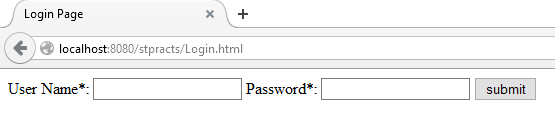 Login Page
localhost:8080/stpracts/Login.html
User Name*: Password*: submit